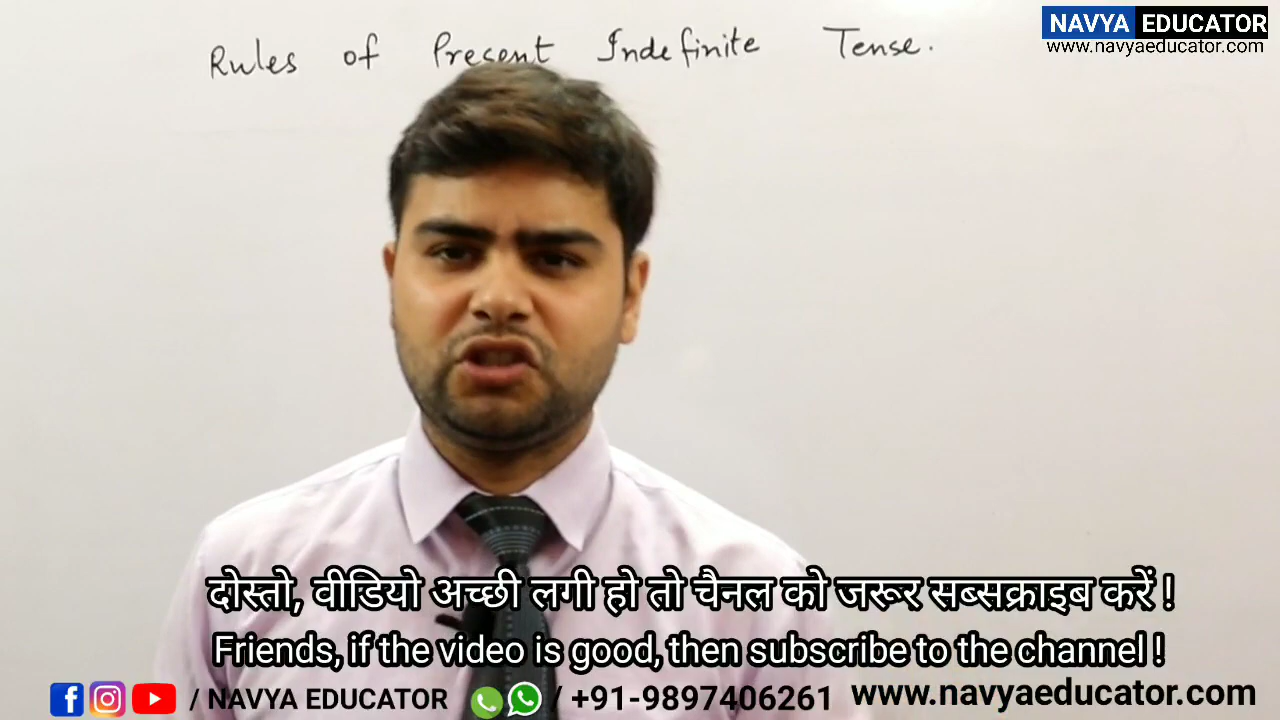 NAVYA EDUCATOR
www.navyaeducator.com
Rules of Present Indefinite Tense.
दोस्तो, वीडियो अच्छी लगी हो तो चैनल को जरूर सब्सक्राइब करें !
Friends, if the video is good, then subscribe to the channel !
/ NAVYA EDUCATOR / +91-9897406261 www.navyaeducator.com